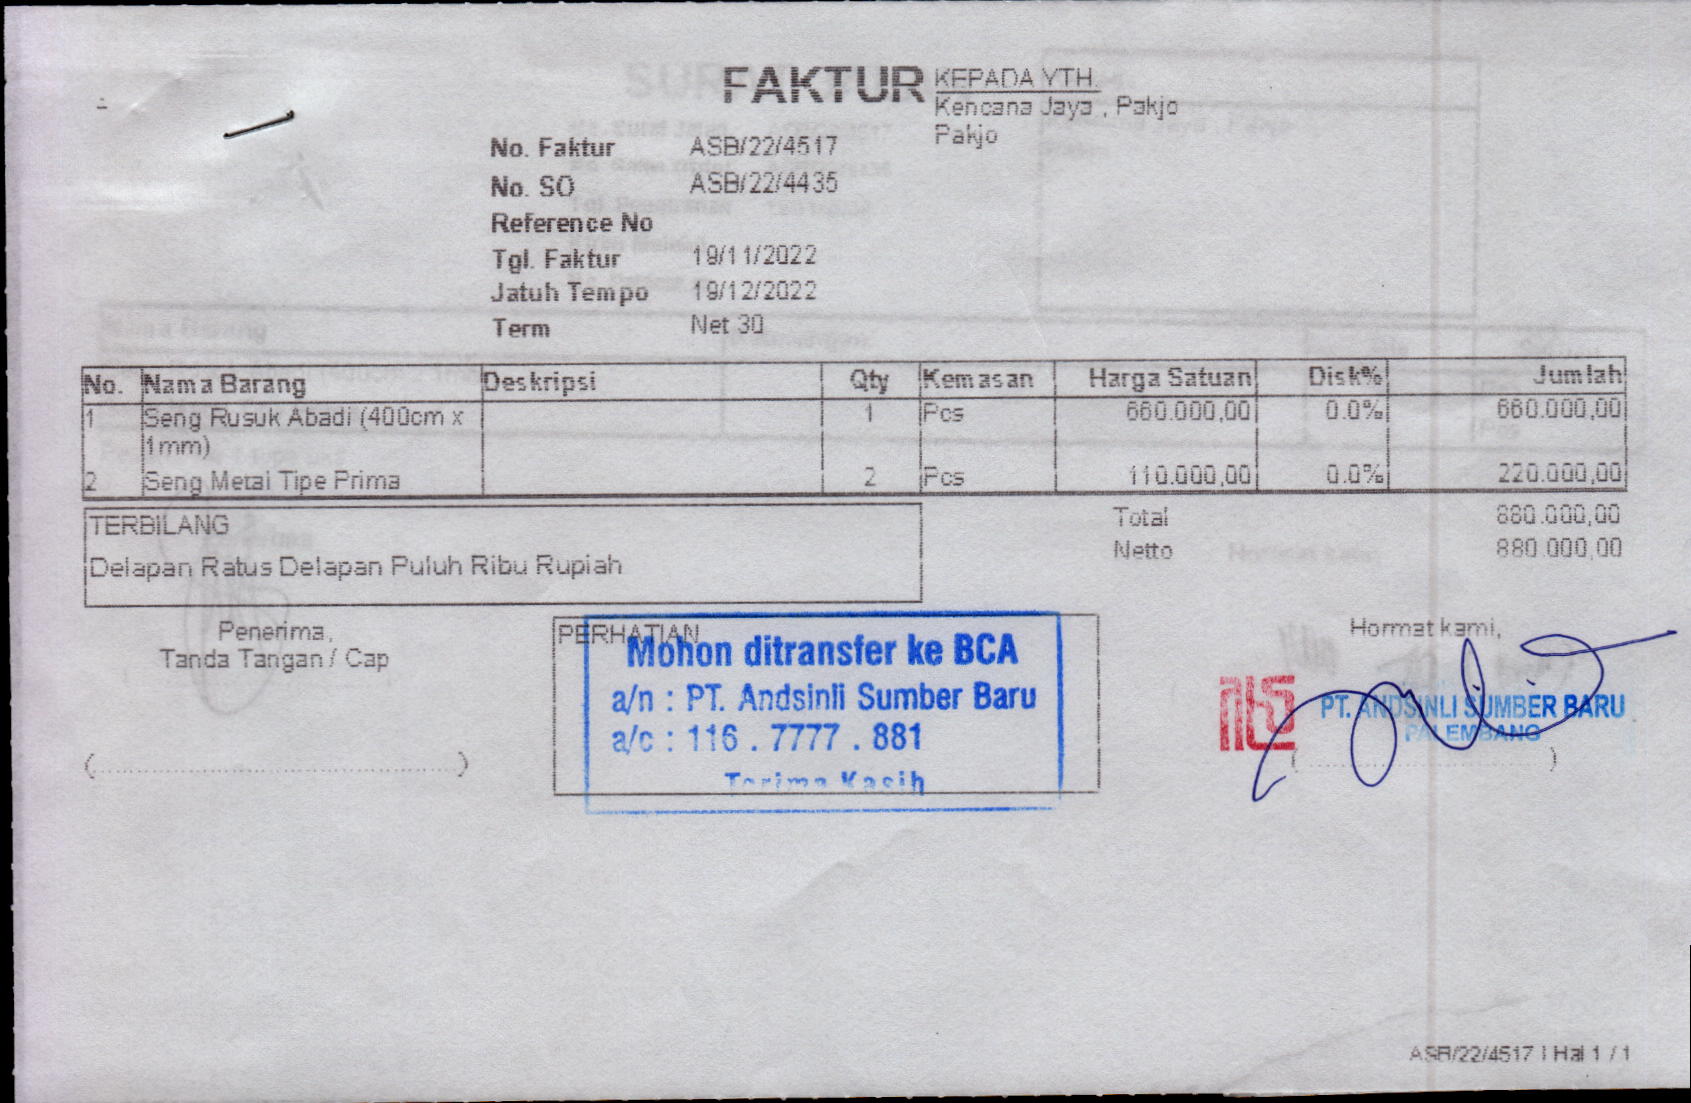 FAKTUR
KEPADA YTH.
Kencana Jaya , Pakjo
Pakjo
No. Faktur ASB/22/4517
No. SO ASB/22/4435
Reference No
Tgl. Faktur 19/11/2022
Jatuh Tempo 19/12/2022
Term Net 30
No. Nama Barang Deskripsi Qty Kemasan Harga Satuan Disk% Jumlah
1 Seng Rusuk Abadi (400cm x 1 Pcs 660.000,00 0.0% 660.000,00
1mm)
2 Seng Metal Tipe Prima 2 Pcs 110.000,00 0.0% 220.000,00
TERBILANG
Delapan Ratus Delapan Puluh Ribu Rupiah
Total 880.000,00
Netto 880.000,00
Penerima,
Tanda Tangan / Cap
PERHATIAN
Mohon ditransfer ke BCA
a/n : PT. Andsinli Sumber Baru
a/c : 116 . 7777 . 881
Terima Kasih
Hormat kami,
PT. ANDSINLI SUMBER BARU
PALEMBANG
ASB/22/4517 | Hal 1 / 1